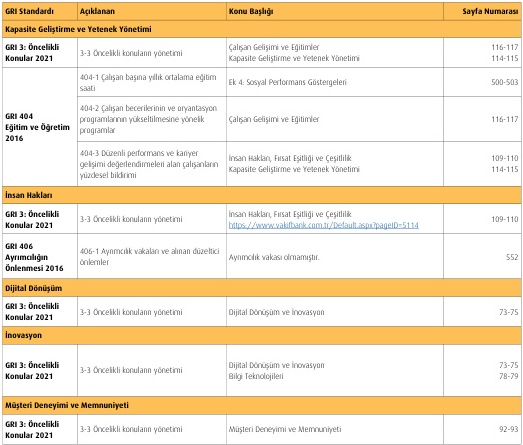 GRI Standardı Açıklanan Konu Başlığı Sayfa Numarası
Kapasite Geliştirme ve Yetenek Yönetimi
GRI 3: Öncelikli
Konular 2021
3-3 Öncelikli konuların yönetimi
Çalışan Gelişimi ve Eğitimler
Kapasite Geliştirme ve Yetenek Yönetimi
116-117
114-115
GRI 404
Eğitim ve Öğretim
2016
404-1 Çalışan başına yıllık ortalama eğitim
saati
Ek 4: Sosyal Performans Göstergeleri
500-503
404-2 Çalışan becerilerinin ve oryantasyon
programlarının yükseltilmesine yönelik
programlar
Çalışan Gelişimi ve Eğitimler
116-117
404-3 Düzenli performans ve kariyer
gelişimi değerlendirmeleri alan çalışanların
yüzdesel bildirimi
İnsan Hakları, Fırsat Eşitliği ve Çeşitlilik
Kapasite Geliştirme ve Yetenek Yönetimi
109-110
114-115
İnsan Hakları
GRI 3: Öncelikli
Konular 2021
3-3 Öncelikli konuların yönetimi
İnsan Hakları, Fırsat Eşitliği ve Çeşitlilik
https://www.vakifbank.com.tr/Default.aspx?pageID=5114
109-110
GRI 406
Ayrımcılığın
Önlenmesi 2016
406-1 Ayrımcılık vakaları ve alınan düzeltici
önlemler
Ayrımcılık vakası olmamıştır.
552
Dijital Dönüşüm
GRI 3: Öncelikli
Konular 2021
3-3 Öncelikli konuların yönetimi
Dijital Dönüşüm ve İnovasyon
73-75
İnovasyon
GRI 3: Öncelikli
Konular 2021
3-3 Öncelikli konuların yönetimi
Dijital Dönüşüm ve İnovasyon
Bilgi Teknolojileri
73-75
78-79
Müşteri Deneyimi ve Memnuniyeti
GRI 3: Öncelikli
Konular 2021
3-3 Öncelikli konuların yönetimi
Müşteri Deneyimi ve Memnuniyeti
92-93